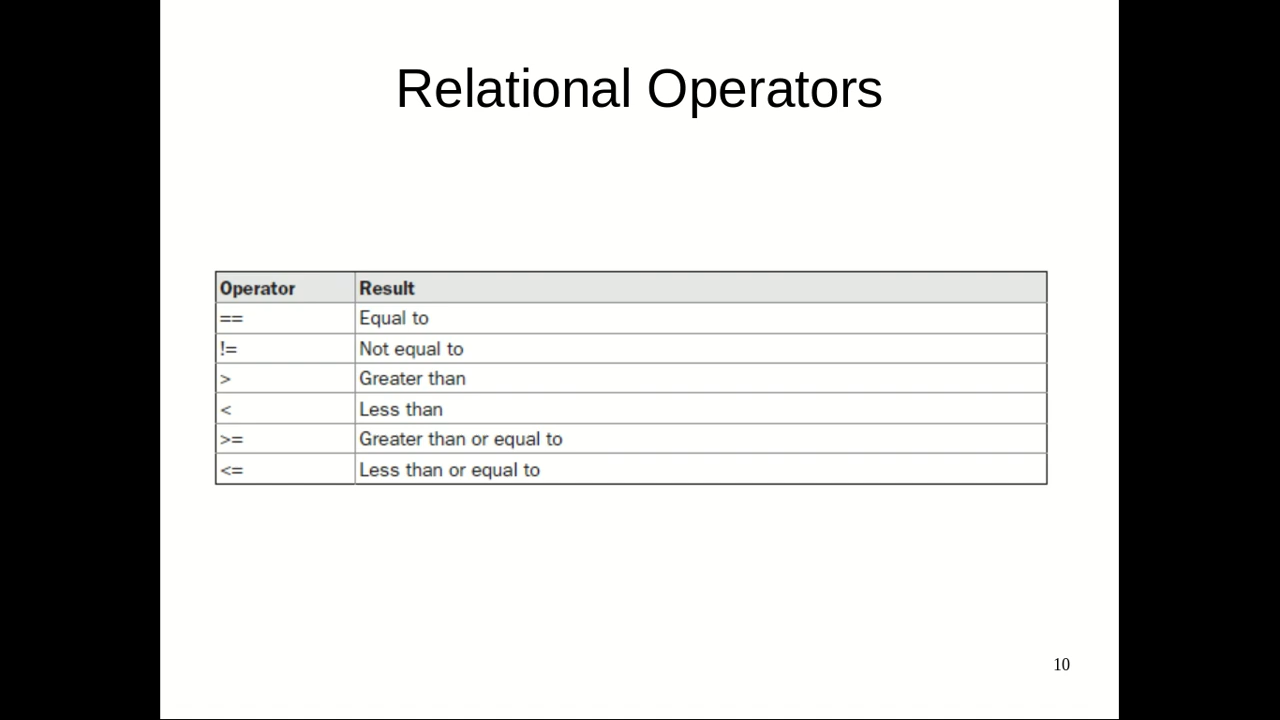 Relational Operators
Operator Result
== Equal to
!= Not equal to
> Greater than
< Less than
>= Greater than or equal to
<= Less than or equal to
10